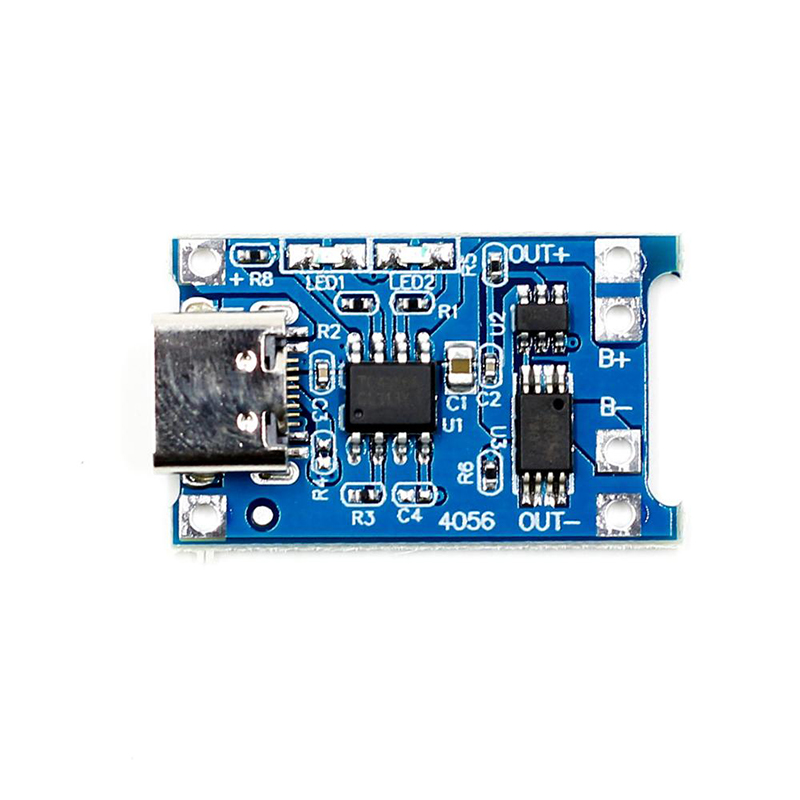 + R8
LED1
LED2
R5
OUT+
R2
R1
U2
B+
C3
C1
C2
U1
B-
R4
U3
R6
R3
C4
4056
OUT-